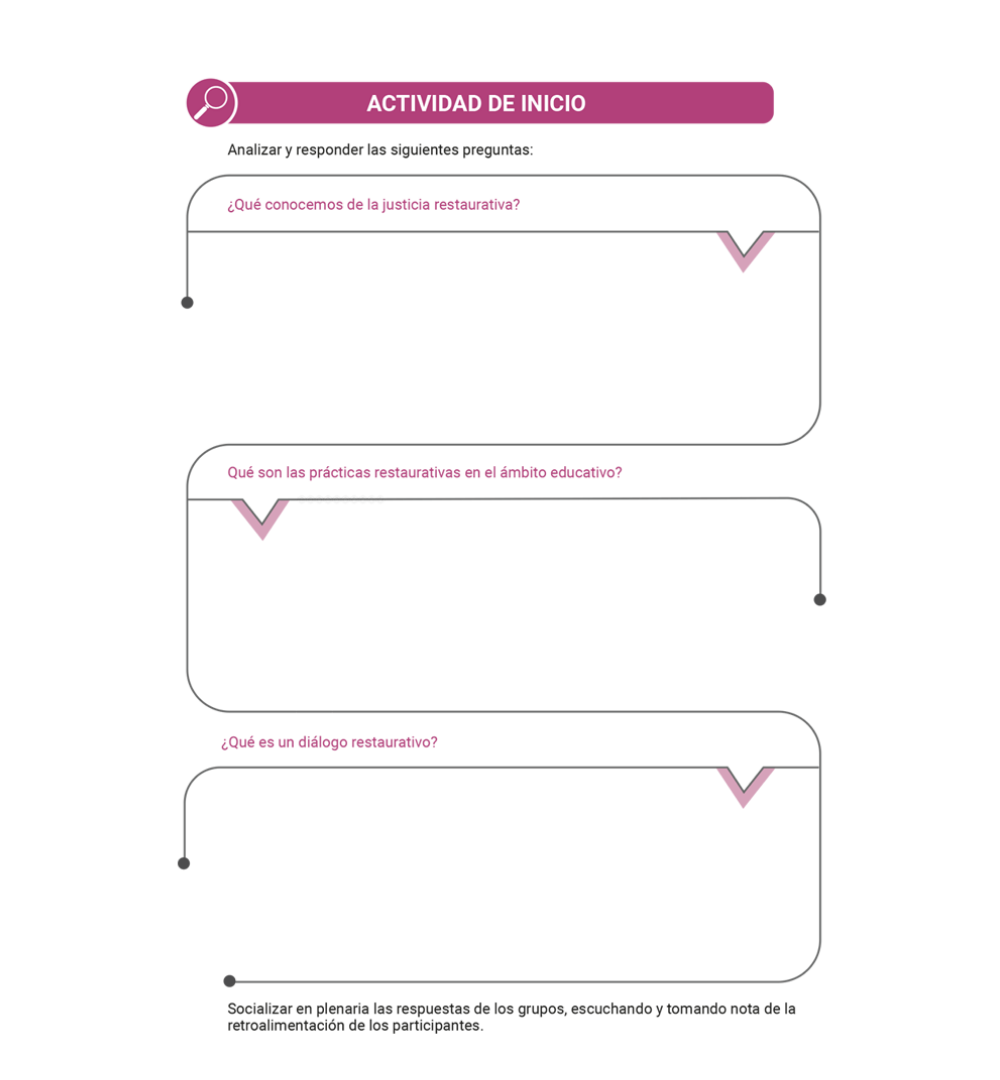 ACTIVIDAD DE INICIO
Analizar y responder las siguientes preguntas:
¿Qué conocemos de la justicia restaurativa?
Qué son las prácticas restaurativas en el ámbito educativo?
¿Qué es un diálogo restaurativo?
Socializar en plenaria las respuestas de los grupos, escuchando y tomando nota de la
retroalimentación de los participantes.